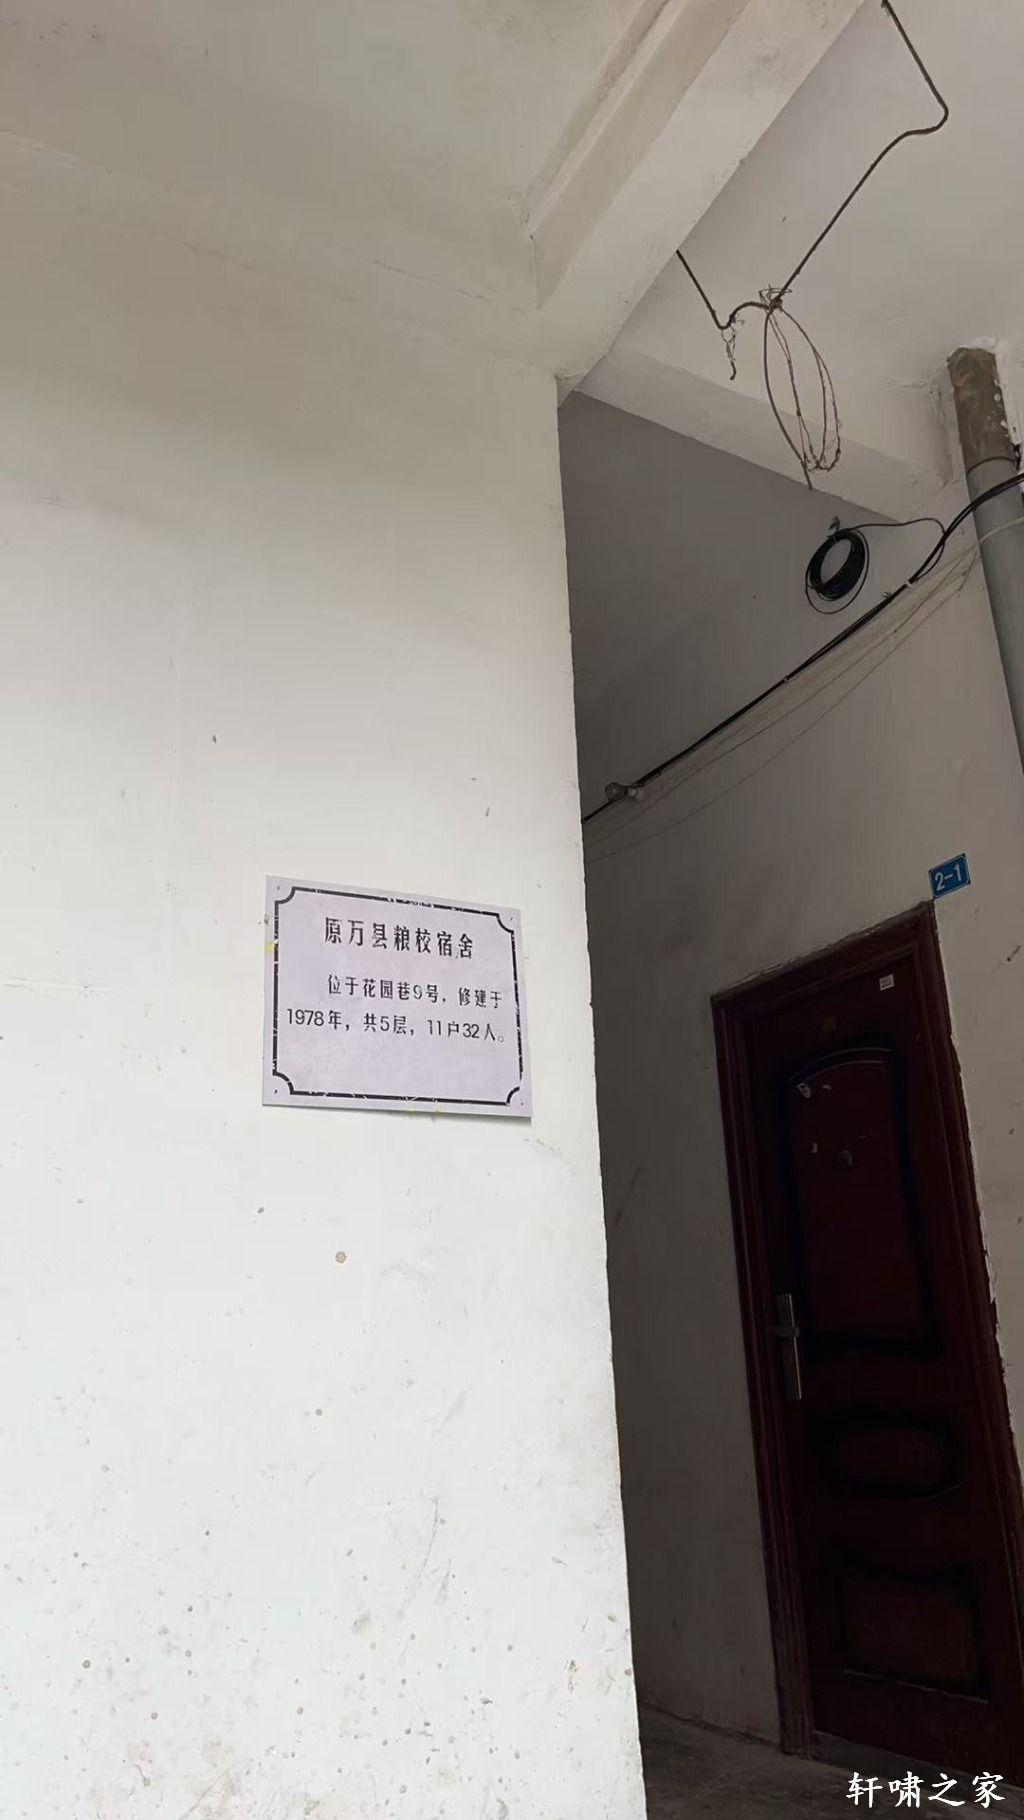 2-1
原万县粮校宿舍
位于花园巷9号，修建于
1978年，共5层，11户32人。
轩啸之家